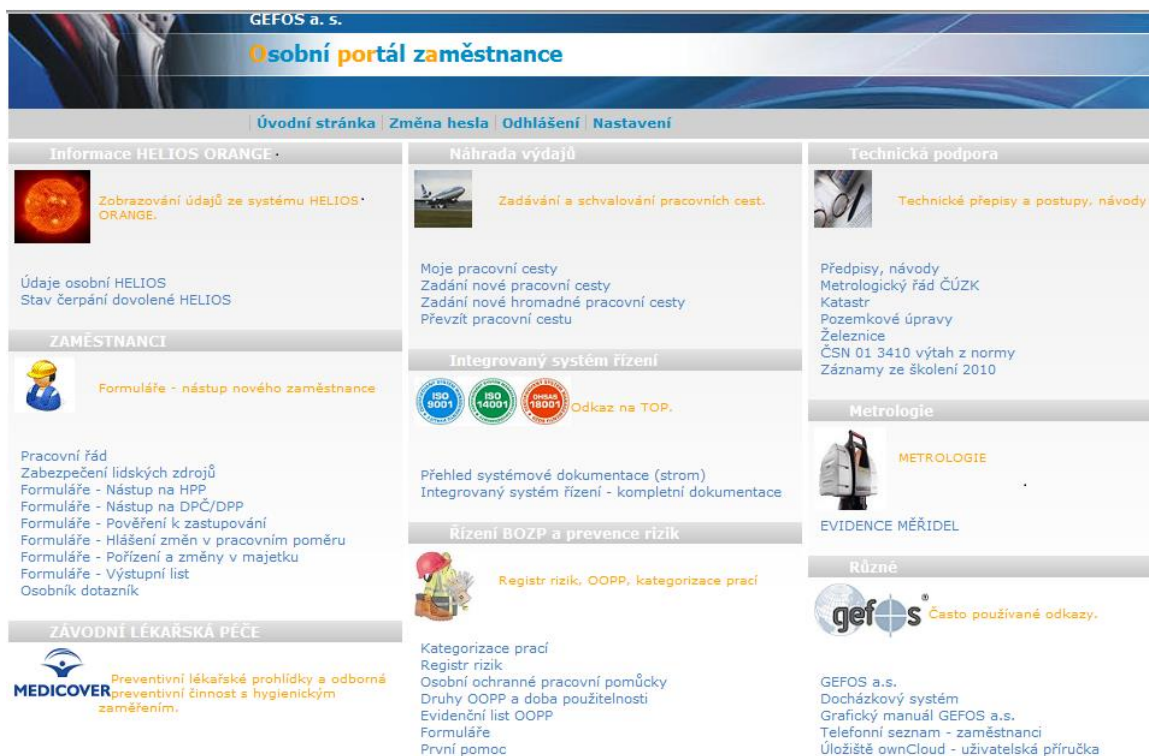 GEFOS a. s.
Osobní portál zaměstnance
Úvodní stránka
Změna hesla
Odhlášení
Nastavení
Informace HELIOS ORANGE
Zobrazování údajů ze systému HELIOS
ORANGE.
Údaje osobní HELIOS
Stav čerpání dovolené HELIOS
ZAMĚSTNANCI
Formuláře - nástup nového zaměstnance
Pracovní řád
Zabezpečení lidských zdrojů
Formuláře - Nástup na HPP
Formuláře - Nástup na DPČ/DPP
Formuláře - Pověření k zastupování
Formuláře - Hlášení změn v pracovním poměru
Formuláře - Pořízení a změny v majetku
Formuláře - Výstupní list
Osobník dotazník
ZÁVODNÍ LÉKAŘSKÁ PÉČE
MEDICOVER
Preventivní lékařské prohlídky a odborná
preventivní činnost s hygienickým
zaměřením.
Náhrada výdajů
Zadávání a schvalování pracovních cest.
Moje pracovní cesty
Zadání nové pracovní cesty
Zadání nové hromadné pracovní cesty
Převzít pracovní cestu
Integrovaný systém řízení
ISO
9001
ISO
14001
OHSAS
18001
Odkaz na TOP.
Přehled systémové dokumentace (strom)
Integrovaný systém řízení - kompletní dokumentace
Řízení BOZP a prevence rizik
Registr rizik, OOPP, kategorizace prací
Kategorizace prací
Registr rizik
Osobní ochranné pracovní pomůcky
Druhy OOPP a doba použitelnosti
Evidenční list OOPP
Formuláře
První pomoc
Technická podpora
Technické přepisy a postupy, návody
Předpisy, návody
Metrologický řád ČÚZK
Katastr
Pozemkové úpravy
Železnice
ČSN 01 3410 výtah z normy
Záznamy ze školení 2010
Metrologie
METROLOGIE
EVIDENCE MĚŘIDEL
Různé
gefos®
Často používané odkazy.
GEFOS a.s.
Docházkový systém
Grafický manuál GEFOS a.s.
Telefonní seznam - zaměstnanci
Úložiště ownCloud - uživatelská příručka